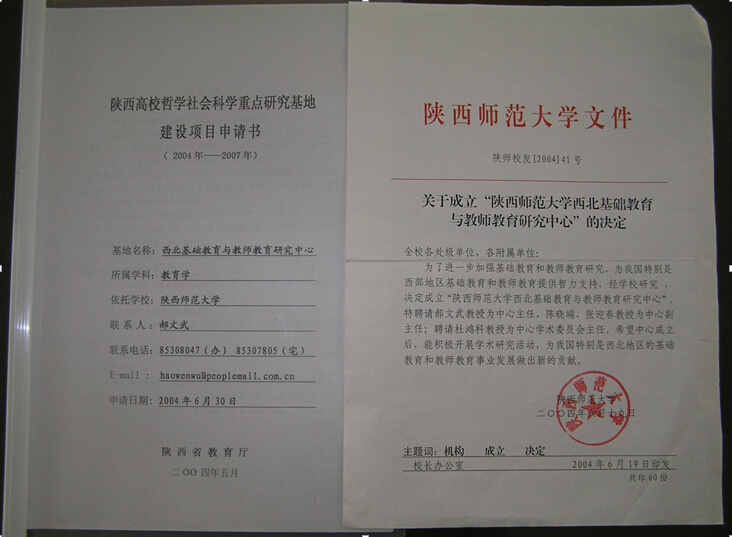 陕西高校哲学社会科学重点研究基地
建设项目申请书
（2004年——2007年）
基地名称：西北基础教育与教师教育研究中心
所属学科：教育学
依托学校：陕西师范大学
联系人：郝文武
联系电话：85308047（办） 85307805（宅）
E-mail：haowenwu@peoplemail.com.cn
申请日期：2004年6月30日
陕西省教育厅
二〇〇四年五月
陕西师范大学文件
陕师校发[2004]41号
关于成立“陕西师范大学西北基础教育
与教师教育研究中心”的决定
全校各处级单位，各附属单位：
为了进一步加强基础教育和教师教育研究、为我国特别是
西部地区基础教育和教师教育提供智力支持，经学校研究，
决定成立“陕西师范大学西北基础教育与教师教育研究中心”，
特聘请郝文武教授为中心主任，陈晓端、张迎春教授为中心副
主任；聘请杜鸿科教授为中心学术委员会主任。希望中心成立
后，能积极开展学术研究活动，为我国特别是西北地区的基础
教育和教师教育事业发展做出新的贡献。
陕西师范大学
二〇〇四年六月十九日
主题词：机构 成立 决定
校长办公室 2004年6月19日印发
共印60份